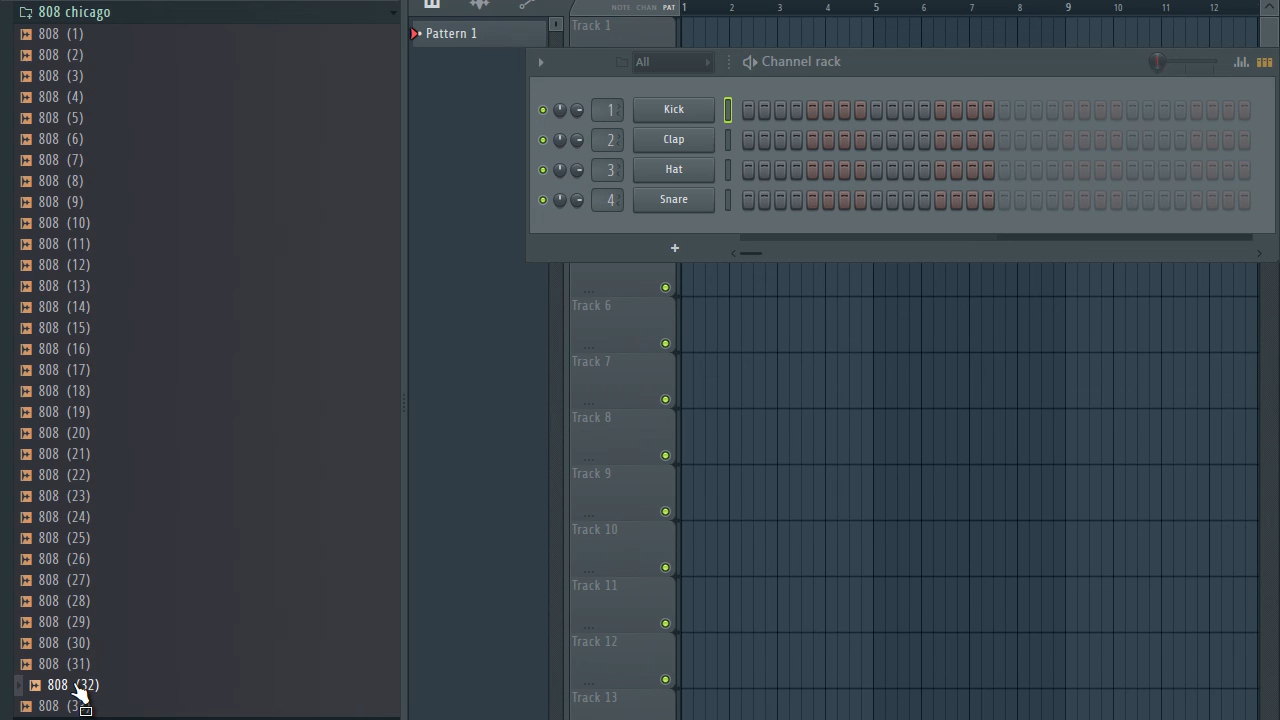 808 chicago
808 (1)
808 (2)
808 (3)
808 (4)
808 (5)
808 (6)
808 (7)
808 (8)
808 (9)
808 (10)
808 (11)
808 (12)
808 (13)
808 (14)
808 (15)
808 (16)
808 (17)
808 (18)
808 (19)
808 (20)
808 (21)
808 (22)
808 (23)
808 (24)
808 (25)
808 (26)
808 (27)
808 (28)
808 (29)
808 (30)
808 (31)
808 (32)
808
Pattern 1
NOTE CHAN PAT
1 2 3 4 5 6 7 8 9 10 11 12
Track 1
All Channel rack
1 Kick
2 Clap
3 Hat
4 Snare
+
...
Track 6
...
Track 7
...
Track 8
...
Track 9
...
Track 10
...
Track 11
...
Track 12
...
Track 13